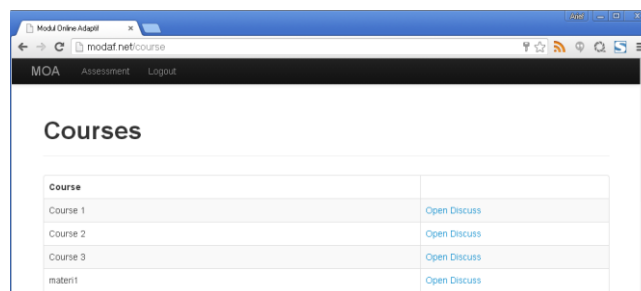 Modul Online Adaptif
modaf.net/course
MOA Assessment Logout
Courses
Course
Course 1 Open Discuss
Course 2 Open Discuss
Course 3 Open Discuss
materi1 Open Discuss